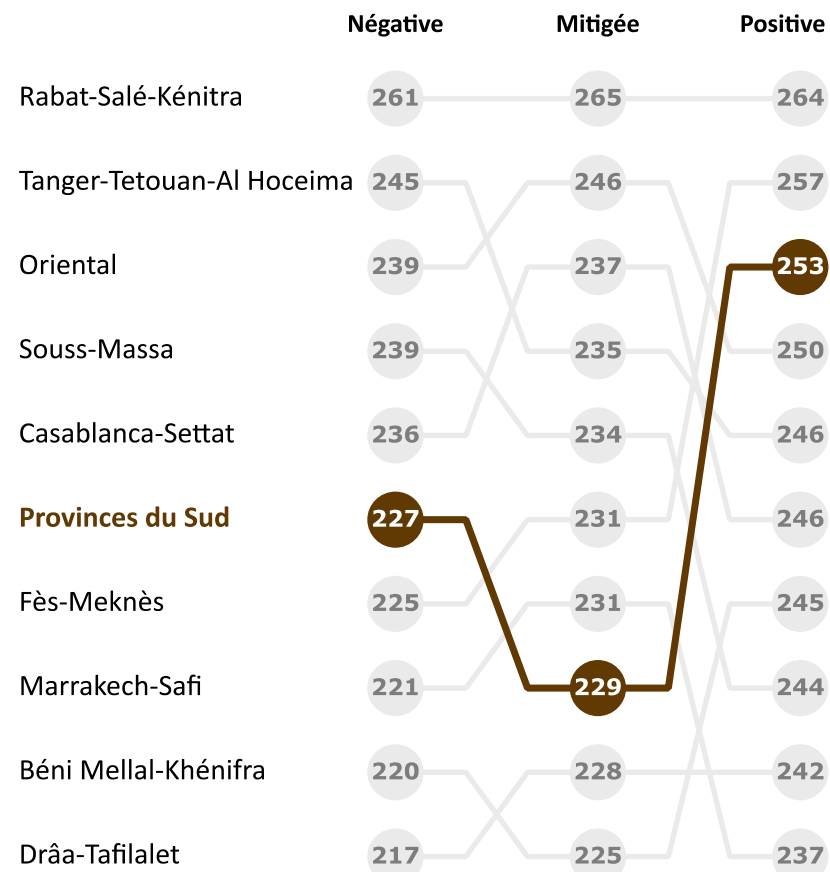 Négative Mitigée Positive
Rabat-Salé-Kénitra 261 265 264
Tanger-Tetouan-Al Hoceima 245 246 257
Oriental 239 237 253
Souss-Massa 239 235 250
Casablanca-Settat 236 234 246
Provinces du Sud 227 231 246
Fès-Meknès 225 231 245
Marrakech-Safi 221 229 244
Béni Mellal-Khénifra 220 228 242
Drâa-Tafilalet 217 225 237